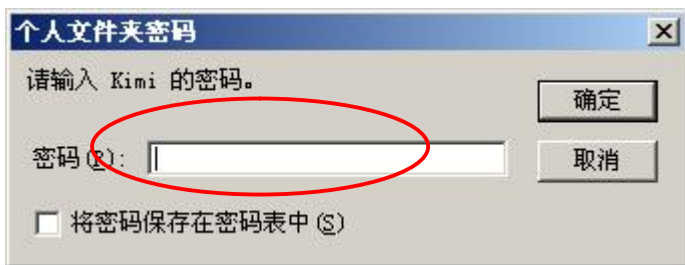 个人文件夹密码
请输入 Kimi 的密码。
确定
密码(P):
取消
将密码保存在密码表中(S)